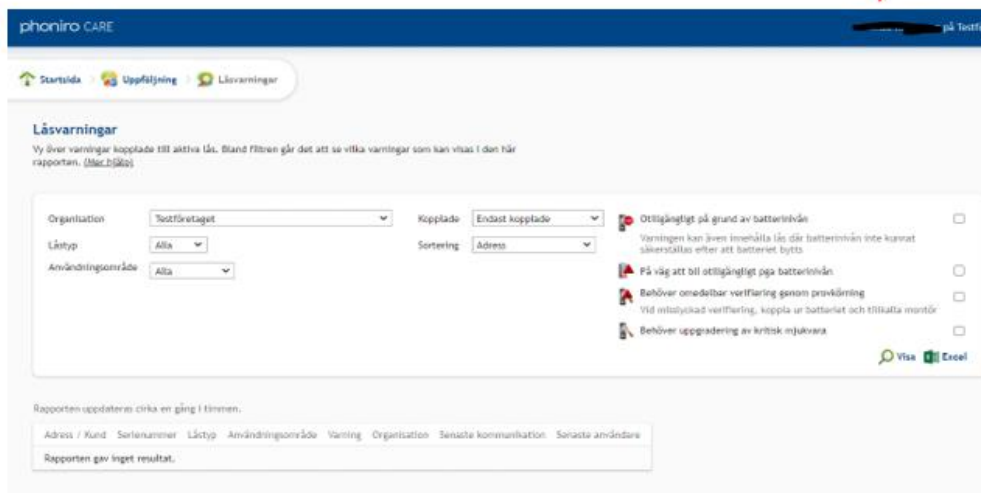 phoniro CARE
på Testfö
Startsida Uppföljning Låsvarningar
Låsvarningar
Vy över varningar kopplade till aktiva lås. Bland filtren går det att se vilka varningar som kan visas i den här
rapporten. (Mer hjälp)
Organisation Testföretaget Kopplade Endast kopplade
Låstyp Alla Sortering Adress
Användningsområde Alla
Otillgängligt på grund av batterinivån
Varningen kan även innehålla lås där batterinivån inte kunnat
säkerställas efter att batteriet bytts
På väg att bli otillgängligt pga batterinivån
Behöver omedelbar verifiering genom provkörning
Vid misslyckad verifiering, koppla ur batteriet och tillkalla montör
Behöver uppgradering av kritisk mjukvara
Visa Excel
Rapporten uppdateras cirka en gång i timmen.
Adress / Kund Serienummer Låstyp Användningsområde Varning Organisation Senaste kommunikation Senaste användare
Rapporten gav inget resultat.